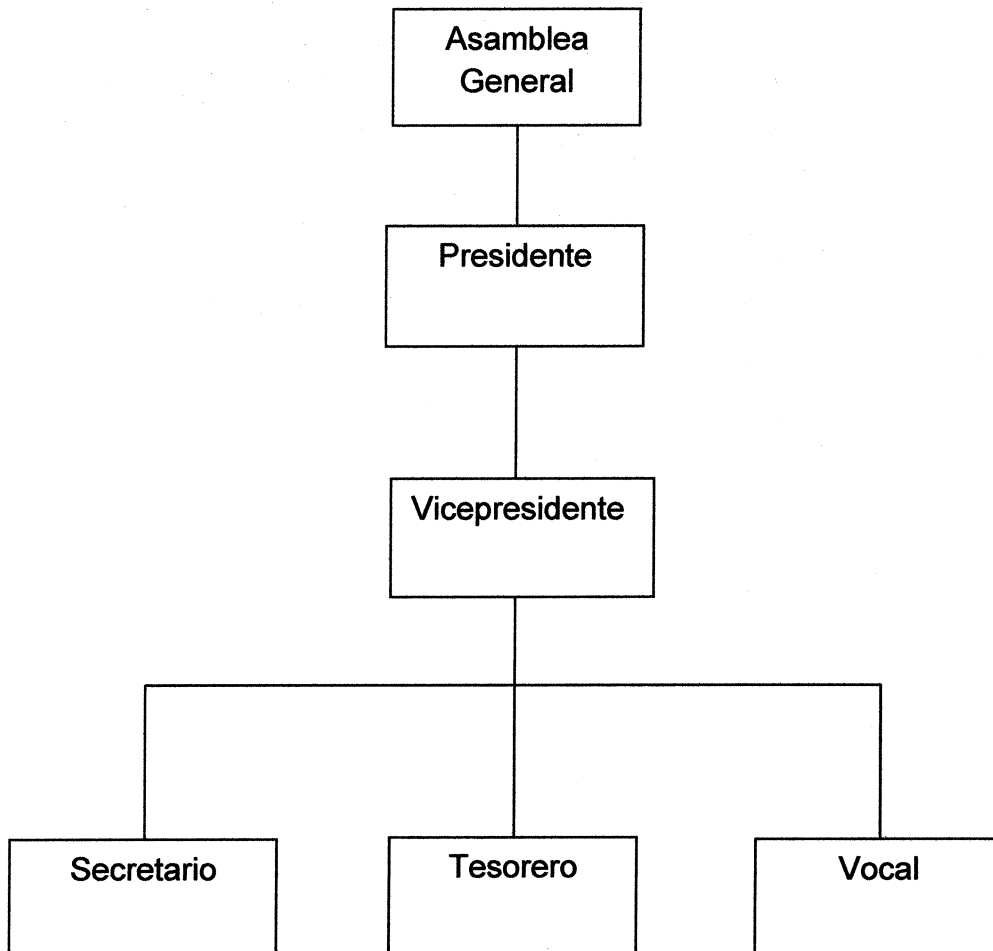 Asamblea
General
Presidente
Vicepresidente
Secretario
Tesorero
Vocal